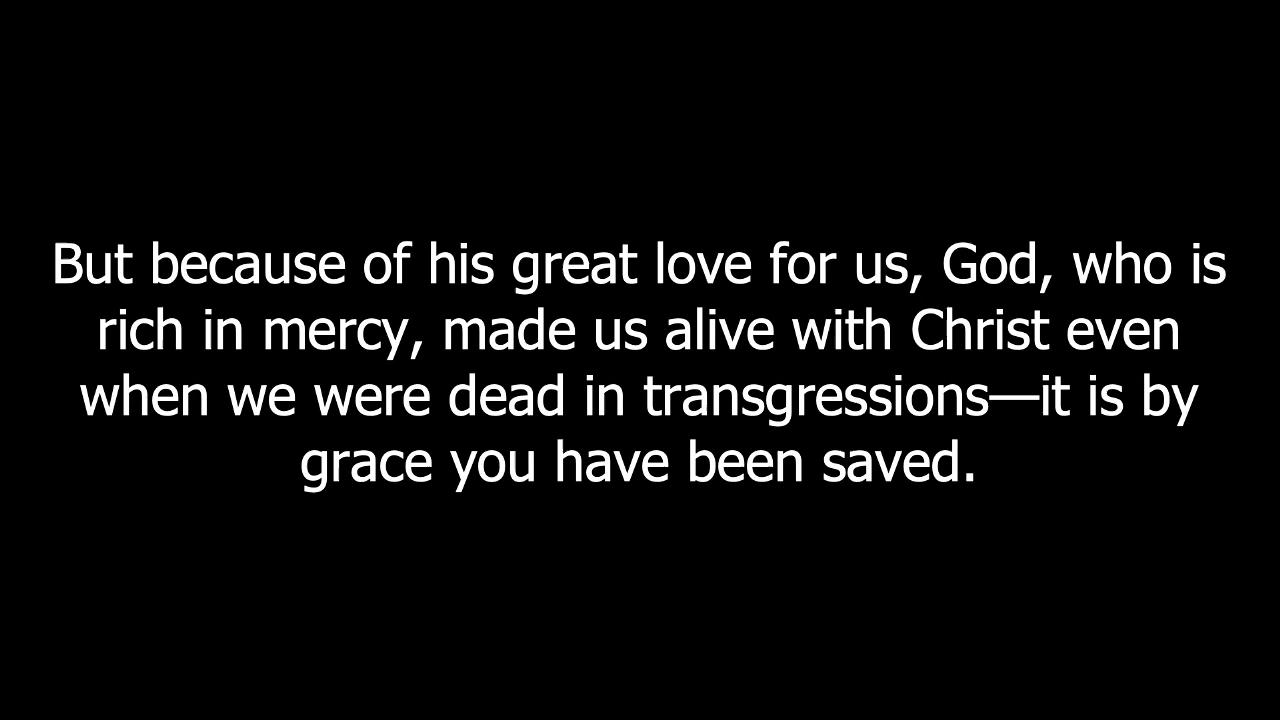 But because of his great love for us, God, who is
rich in mercy, made us alive with Christ even
when we were dead in transgressions—it is by
grace you have been saved.